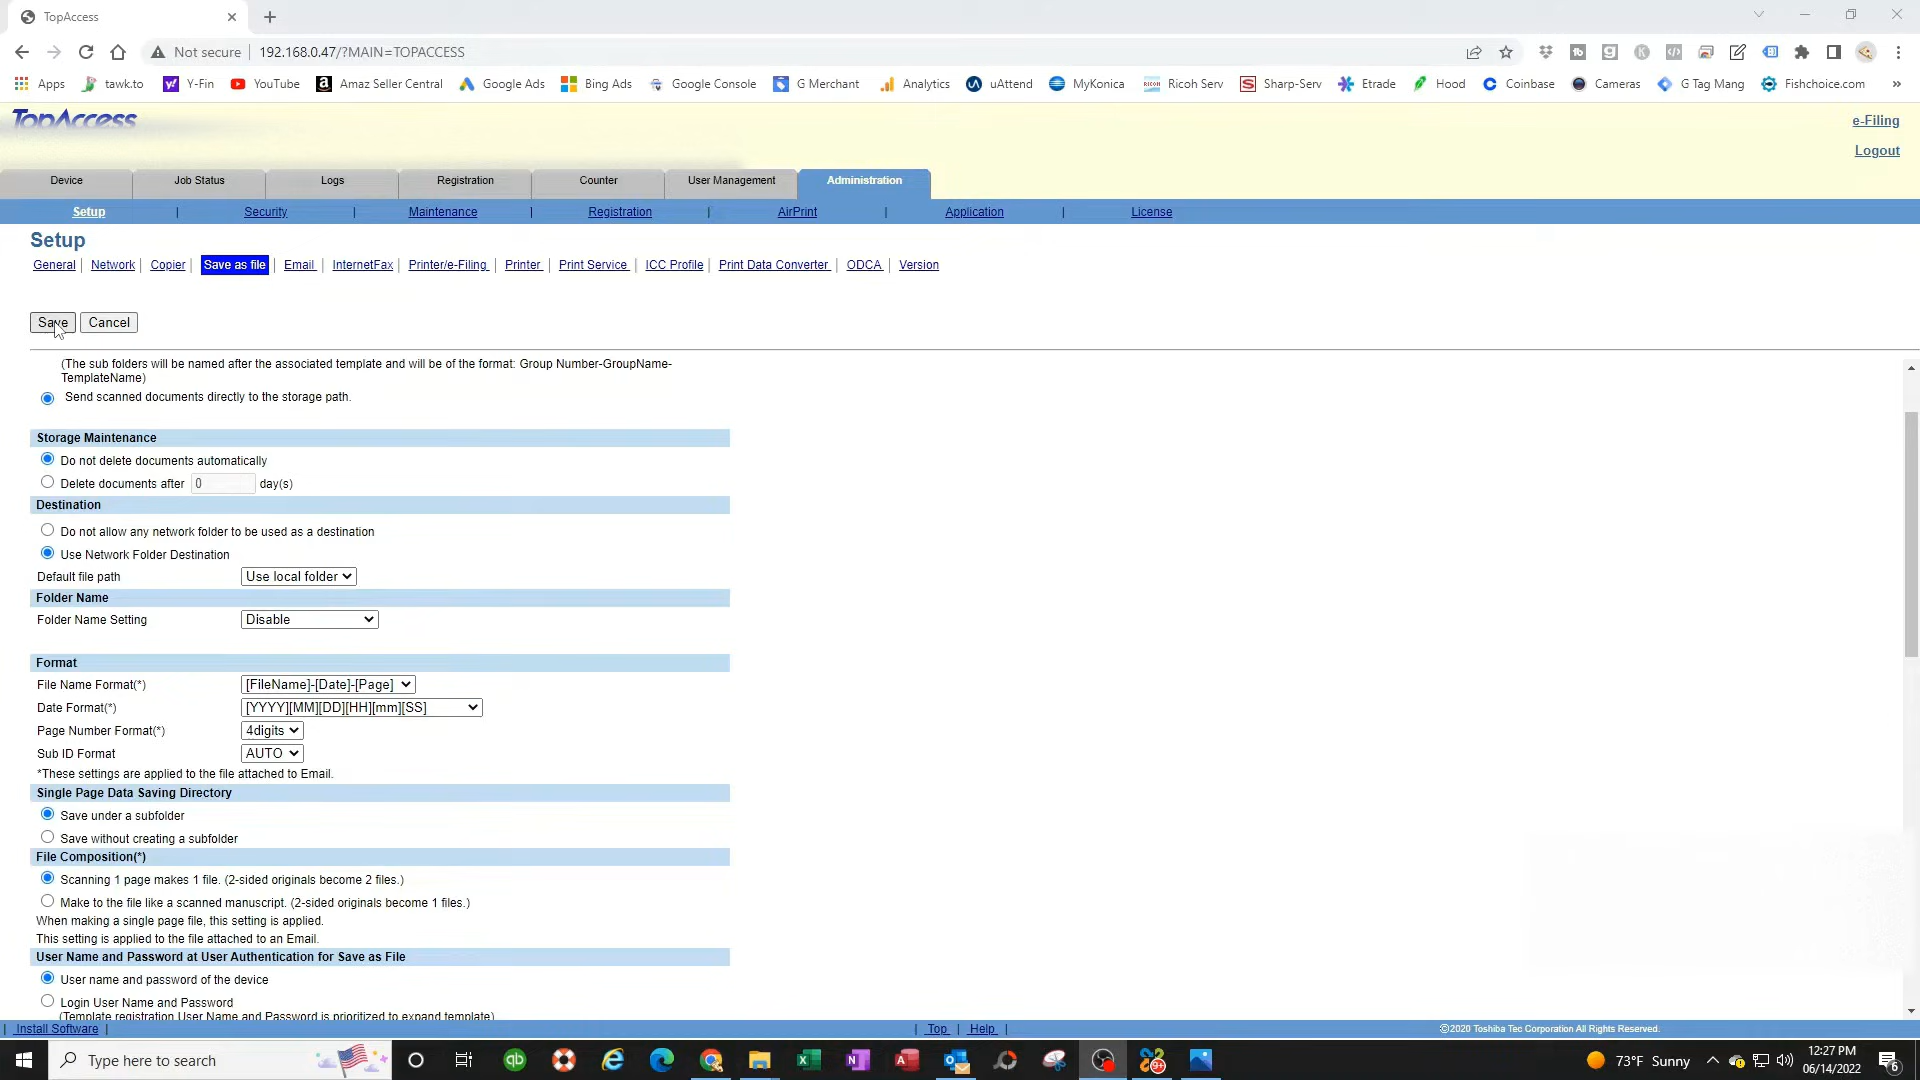 TopAccess
Not secure 192.168.0.47/?MAIN=TOPACCESS
Apps tawk.to Y-Fin YouTube Amaz Seller Central Google Ads Bing Ads Google Console G Merchant Analytics uAttend MyKonica Ricoh Serv Sharp-Serv Etrade Hood Coinbase Cameras G Tag Mang Fishchoice.com »
TopAccess
e-Filing
Logout
Device Job Status Logs Registration Counter User Management Administration
Setup | Security | Maintenance | Registration | AirPrint | Application | License
Setup
General | Network | Copier | Save as file | Email | InternetFax | Printer/e-Filing | Printer | Print Service | ICC Profile | Print Data Converter | ODCA | Version
Save Cancel
(The sub folders will be named after the associated template and will be of the format: Group Number-GroupName-
TemplateName)
Send scanned documents directly to the storage path.
Storage Maintenance
Do not delete documents automatically
Delete documents after 0 day(s)
Destination
Do not allow any network folder to be used as a destination
Use Network Folder Destination
Default file path Use local folder
Folder Name
Folder Name Setting Disable
Format
File Name Format(*) [FileName]-[Date]-[Page]
Date Format(*) [YYYY][MM][DD][HH][mm][SS]
Page Number Format(*) 4digits
Sub ID Format AUTO
*These settings are applied to the file attached to Email.
Single Page Data Saving Directory
Save under a subfolder
Save without creating a subfolder
File Composition(*)
Scanning 1 page makes 1 file. (2-sided originals become 2 files.)
Make to the file like a scanned manuscript. (2-sided originals become 1 files.)
When making a single page file, this setting is applied.
This setting is applied to the file attached to an Email.
User Name and Password at User Authentication for Save as File
User name and password of the device
Login User Name and Password
(Template registration User Name and Password is prioritized to expand template)
| Install Software | | Top | Help | ©2020 Toshiba Tec Corporation All Rights Reserved.
Type here to search 73°F Sunny 12:27 PM
06/14/2022 6